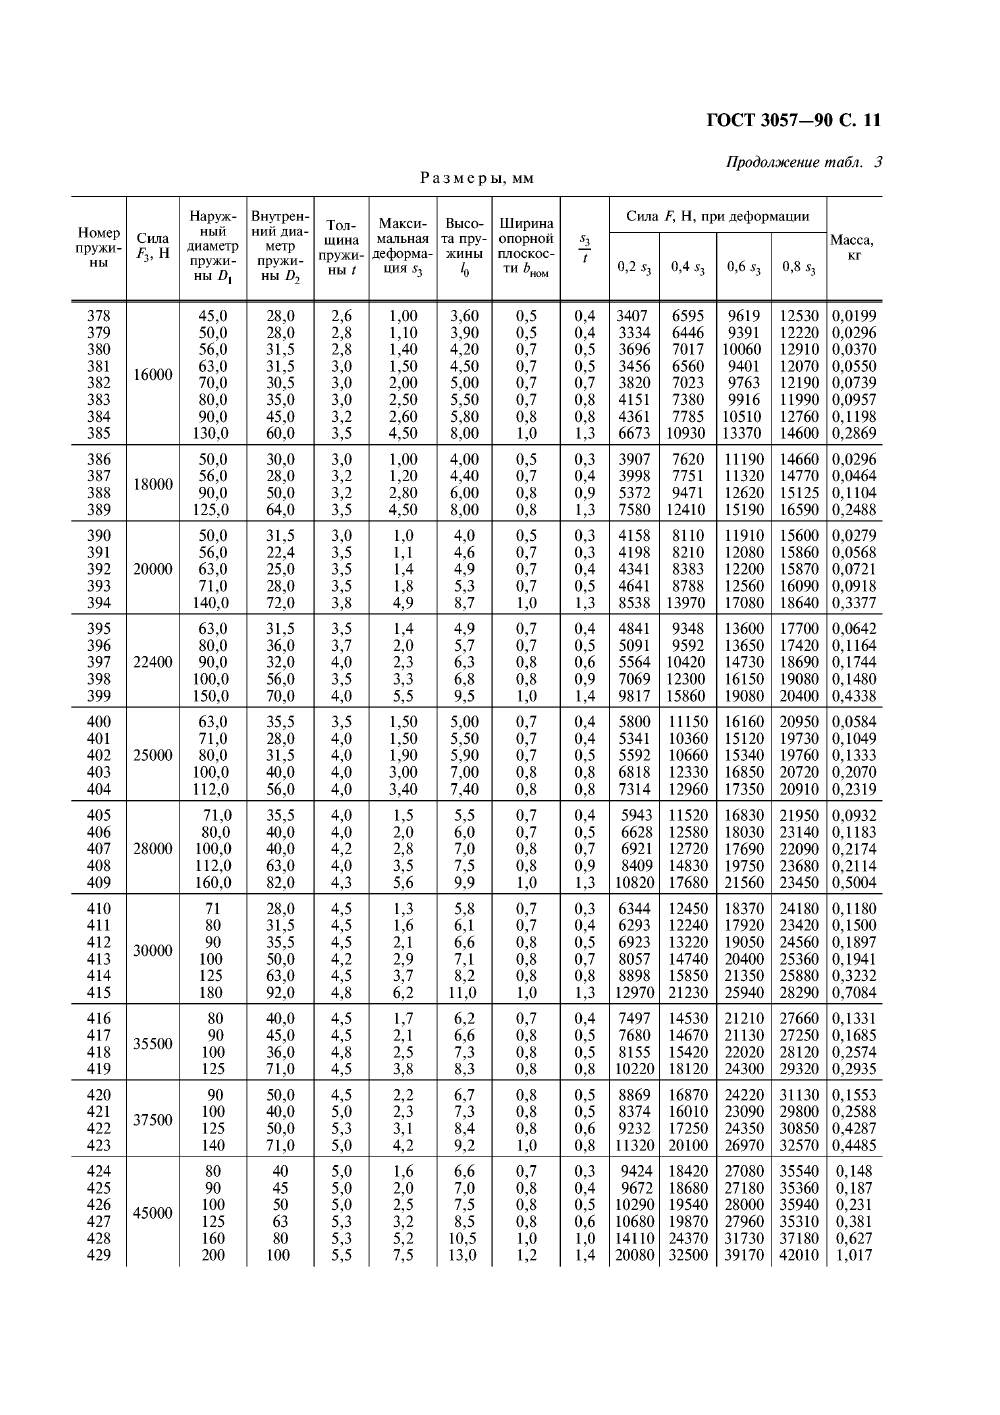 ГОСТ 3057—90 С. 11
Продолжение табл. 3
Размеры, мм
Номер пружины | Сила F3, Н | Наружный диаметр пружины D1 | Внутренний диаметр пружины D2 | Толщина пружины t | Максимальная деформация s3 | Высота пружины l0 | Ширина опорной плоскости bном | s3/t | Сила F, Н, при деформации | Масса, кг
0,2 s3 | 0,4 s3 | 0,6 s3 | 0,8 s3
378 | 16000 | 45,0 | 28,0 | 2,6 | 1,00 | 3,60 | 0,5 | 0,4 | 3407 | 6595 | 9619 | 12530 | 0,0199
379 | 50,0 | 28,0 | 2,8 | 1,10 | 3,90 | 0,5 | 0,4 | 3334 | 6446 | 9391 | 12220 | 0,0296
380 | 56,0 | 31,5 | 2,8 | 1,40 | 4,20 | 0,7 | 0,5 | 3696 | 7017 | 10060 | 12910 | 0,0370
381 | 63,0 | 31,5 | 3,0 | 1,50 | 4,50 | 0,7 | 0,5 | 3456 | 6560 | 9401 | 12070 | 0,0550
382 | 70,0 | 30,5 | 3,0 | 2,00 | 5,00 | 0,7 | 0,7 | 3820 | 7023 | 9763 | 12190 | 0,0739
383 | 80,0 | 35,0 | 3,0 | 2,50 | 5,50 | 0,7 | 0,8 | 4151 | 7380 | 9916 | 11990 | 0,0957
384 | 90,0 | 45,0 | 3,2 | 2,60 | 5,80 | 0,8 | 0,8 | 4361 | 7785 | 10510 | 12760 | 0,1198
385 | 130,0 | 60,0 | 3,5 | 4,50 | 8,00 | 1,0 | 1,3 | 6673 | 10930 | 13370 | 14600 | 0,2869
386 | 18000 | 50,0 | 30,0 | 3,0 | 1,00 | 4,00 | 0,5 | 0,3 | 3907 | 7620 | 11190 | 14660 | 0,0296
387 | 56,0 | 28,0 | 3,2 | 1,20 | 4,40 | 0,7 | 0,4 | 3998 | 7751 | 11320 | 14770 | 0,0464
388 | 90,0 | 50,0 | 3,2 | 2,80 | 6,00 | 0,8 | 0,9 | 5372 | 9471 | 12620 | 15125 | 0,1104
389 | 125,0 | 64,0 | 3,5 | 4,50 | 8,00 | 0,8 | 1,3 | 7580 | 12410 | 15190 | 16590 | 0,2488
390 | 20000 | 50,0 | 31,5 | 3,0 | 1,0 | 4,0 | 0,5 | 0,3 | 4158 | 8110 | 11910 | 15600 | 0,0279
391 | 56,0 | 22,4 | 3,5 | 1,1 | 4,6 | 0,7 | 0,3 | 4198 | 8210 | 12080 | 15860 | 0,0568
392 | 63,0 | 25,0 | 3,5 | 1,4 | 4,9 | 0,7 | 0,4 | 4341 | 8383 | 12200 | 15870 | 0,0721
393 | 71,0 | 28,0 | 3,5 | 1,8 | 5,3 | 0,7 | 0,5 | 4641 | 8788 | 12560 | 16090 | 0,0918
394 | 140,0 | 72,0 | 3,8 | 4,9 | 8,7 | 1,0 | 1,3 | 8538 | 13970 | 17080 | 18640 | 0,3377
395 | 22400 | 63,0 | 31,5 | 3,5 | 1,4 | 4,9 | 0,7 | 0,4 | 4841 | 9348 | 13600 | 17700 | 0,0642
396 | 80,0 | 36,0 | 3,7 | 2,0 | 5,7 | 0,7 | 0,5 | 5091 | 9592 | 13650 | 17420 | 0,1164
397 | 90,0 | 32,0 | 4,0 | 2,3 | 6,3 | 0,8 | 0,6 | 5564 | 10420 | 14730 | 18690 | 0,1744
398 | 100,0 | 56,0 | 3,5 | 3,3 | 6,8 | 0,8 | 0,9 | 7069 | 12300 | 16150 | 19080 | 0,1480
399 | 150,0 | 70,0 | 4,0 | 5,5 | 9,5 | 1,0 | 1,4 | 9817 | 15860 | 19080 | 20400 | 0,4338
400 | 25000 | 63,0 | 35,5 | 3,5 | 1,50 | 5,00 | 0,7 | 0,4 | 5800 | 11150 | 16160 | 20950 | 0,0584
401 | 71,0 | 28,0 | 4,0 | 1,50 | 5,50 | 0,7 | 0,4 | 5341 | 10360 | 15120 | 19730 | 0,1049
402 | 80,0 | 31,5 | 4,0 | 1,90 | 5,90 | 0,7 | 0,5 | 5592 | 10660 | 15340 | 19760 | 0,1333
403 | 100,0 | 40,0 | 4,0 | 3,00 | 7,00 | 0,8 | 0,8 | 6818 | 12330 | 16850 | 20720 | 0,2070
404 | 112,0 | 56,0 | 4,0 | 3,40 | 7,40 | 0,8 | 0,8 | 7314 | 12960 | 17350 | 20910 | 0,2319
405 | 28000 | 71,0 | 35,5 | 4,0 | 1,5 | 5,5 | 0,7 | 0,4 | 5943 | 11520 | 16830 | 21950 | 0,0932
406 | 80,0 | 40,0 | 4,0 | 2,0 | 6,0 | 0,7 | 0,5 | 6628 | 12580 | 18030 | 23140 | 0,1183
407 | 100,0 | 40,0 | 4,2 | 2,8 | 7,0 | 0,8 | 0,7 | 6921 | 12720 | 17690 | 22090 | 0,2174
408 | 112,0 | 63,0 | 4,0 | 3,5 | 7,5 | 0,8 | 0,9 | 8409 | 14830 | 19750 | 23680 | 0,2114
409 | 160,0 | 82,0 | 4,3 | 5,6 | 9,9 | 1,0 | 1,3 | 10820 | 17680 | 21560 | 23450 | 0,5004
410 | 30000 | 71 | 28,0 | 4,5 | 1,3 | 5,8 | 0,7 | 0,3 | 6344 | 12450 | 18370 | 24180 | 0,1180
411 | 80 | 31,5 | 4,5 | 1,6 | 6,1 | 0,7 | 0,4 | 6293 | 12240 | 17920 | 23420 | 0,1500
412 | 90 | 35,5 | 4,5 | 2,1 | 6,6 | 0,8 | 0,5 | 6923 | 13220 | 19050 | 24560 | 0,1897
413 | 100 | 50,0 | 4,2 | 2,9 | 7,1 | 0,8 | 0,7 | 8057 | 14740 | 20400 | 25360 | 0,1941
414 | 125 | 63,0 | 4,5 | 3,7 | 8,2 | 0,8 | 0,8 | 8898 | 15850 | 21350 | 25880 | 0,3232
415 | 180 | 92,0 | 4,8 | 6,2 | 11,0 | 1,0 | 1,3 | 12970 | 21230 | 25940 | 28290 | 0,7084
416 | 35500 | 80 | 40,0 | 4,5 | 1,7 | 6,2 | 0,7 | 0,4 | 7497 | 14530 | 21210 | 27660 | 0,1331
417 | 90 | 45,0 | 4,5 | 2,1 | 6,6 | 0,8 | 0,5 | 7680 | 14670 | 21130 | 27250 | 0,1685
418 | 100 | 36,0 | 4,8 | 2,5 | 7,3 | 0,8 | 0,5 | 8155 | 15420 | 22020 | 28120 | 0,2574
419 | 125 | 71,0 | 4,5 | 3,8 | 8,3 | 0,8 | 0,8 | 10220 | 18120 | 24300 | 29320 | 0,2935
420 | 37500 | 90 | 50,0 | 4,5 | 2,2 | 6,7 | 0,8 | 0,5 | 8869 | 16870 | 24220 | 31130 | 0,1553
421 | 100 | 40,0 | 5,0 | 2,3 | 7,3 | 0,8 | 0,5 | 8374 | 16010 | 23090 | 29800 | 0,2588
422 | 125 | 50,0 | 5,3 | 3,1 | 8,4 | 0,8 | 0,6 | 9232 | 17250 | 24350 | 30850 | 0,4287
423 | 140 | 71,0 | 5,0 | 4,2 | 9,2 | 1,0 | 0,8 | 11320 | 20100 | 26970 | 32570 | 0,4485
424 | 45000 | 80 | 40 | 5,0 | 1,6 | 6,6 | 0,7 | 0,3 | 9424 | 18420 | 27080 | 35540 | 0,148
425 | 90 | 45 | 5,0 | 2,0 | 7,0 | 0,8 | 0,4 | 9672 | 18680 | 27180 | 35360 | 0,187
426 | 100 | 50 | 5,0 | 2,5 | 7,5 | 0,8 | 0,5 | 10290 | 19540 | 28000 | 35940 | 0,231
427 | 125 | 63 | 5,3 | 3,2 | 8,5 | 0,8 | 0,6 | 10680 | 19870 | 27960 | 35310 | 0,381
428 | 160 | 80 | 5,3 | 5,2 | 10,5 | 1,0 | 1,0 | 14110 | 24370 | 31730 | 37180 | 0,627
429 | 200 | 100 | 5,5 | 7,5 | 13,0 | 1,2 | 1,4 | 20080 | 32500 | 39170 | 42010 | 1,017